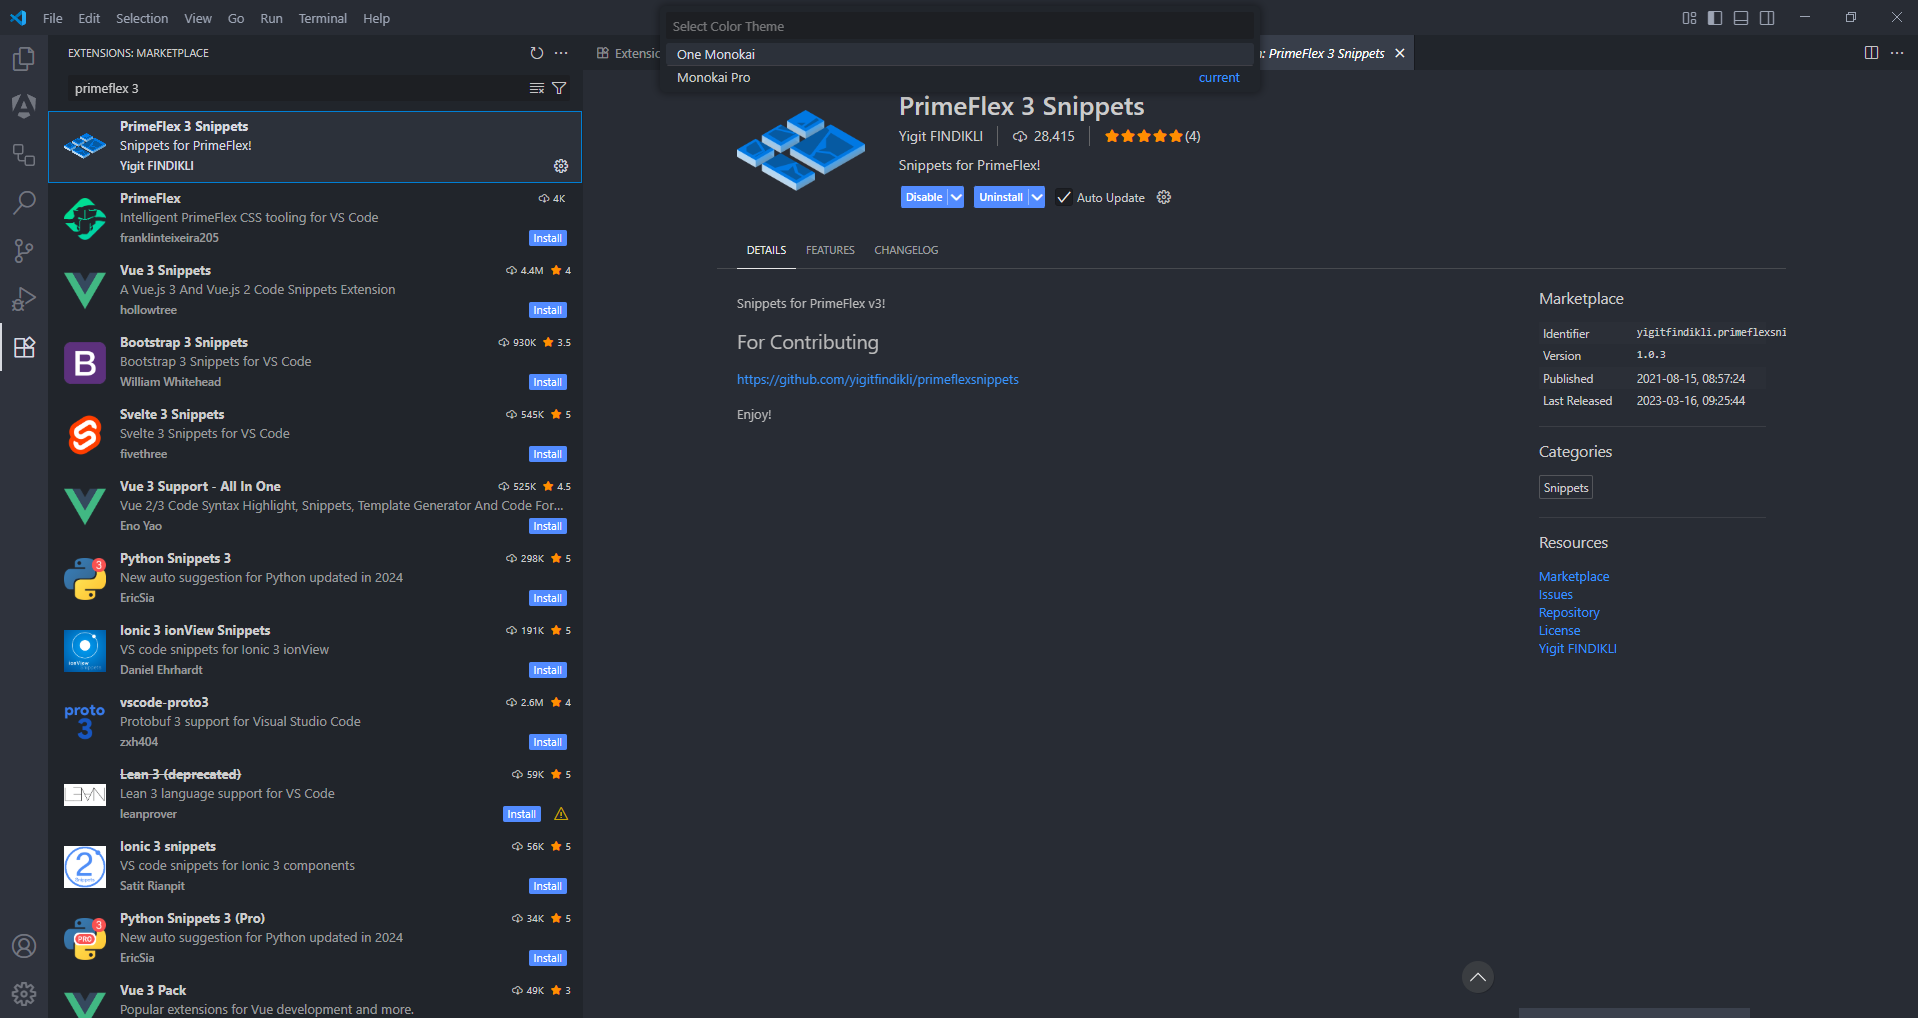 File Edit Selection View Go Run Terminal Help
Select Color Theme
One Monokai
Monokai Pro current
EXTENSIONS: MARKETPLACE
primeflex 3
PrimeFlex 3 Snippets
Snippets for PrimeFlex!
Yigit FINDIKLI
PrimeFlex 4K
Intelligent PrimeFlex CSS tooling for VS Code
franklinteixeira205 Install
Vue 3 Snippets 4.4M 4
A Vue.js 3 And Vue.js 2 Code Snippets Extension
hollowtree Install
B
Bootstrap 3 Snippets 930K 3.5
Bootstrap 3 Snippets for VS Code
William Whitehead Install
Svelte 3 Snippets 545K 5
Svelte 3 Snippets for VS Code
fivethree Install
Vue 3 Support - All In One 525K 4.5
Vue 2/3 Code Syntax Highlight, Snippets, Template Generator And Code For...
Eno Yao Install
3
Python Snippets 3 298K 5
New auto suggestion for Python updated in 2024
EricSia Install
Ionic 3 ionView Snippets 191K 5
VS code snippets for Ionic 3 ionView
Daniel Ehrhardt Install
ionView
proto
3
vscode-proto3 2.6M 4
Protobuf 3 support for Visual Studio Code
zxh404 Install
Lean 3 (deprecated) 59K 5
Lean 3 language support for VS Code
leanprover Install
2
Snippets
Ionic 3 snippets 56K 5
VS code snippets for Ionic 3 components
Satit Rianpit Install
3
PRO
Python Snippets 3 (Pro) 34K 5
New auto suggestion for Python updated in 2024
EricSia Install
Vue 3 Pack 49K 3
Popular extensions for Vue development and more.
Extensio
: PrimeFlex 3 Snippets
PrimeFlex 3 Snippets
Yigit FINDIKLI 28,415 (4)
Snippets for PrimeFlex!
Disable Uninstall Auto Update
DETAILS FEATURES CHANGELOG
Snippets for PrimeFlex v3!
For Contributing
https://github.com/yigitfindikli/primeflexsnippets
Enjoy!
Marketplace
Identifier yigitfindikli.primeflexsni
Version 1.0.3
Published 2021-08-15, 08:57:24
Last Released 2023-03-16, 09:25:44
Categories
Snippets
Resources
Marketplace
Issues
Repository
License
Yigit FINDIKLI